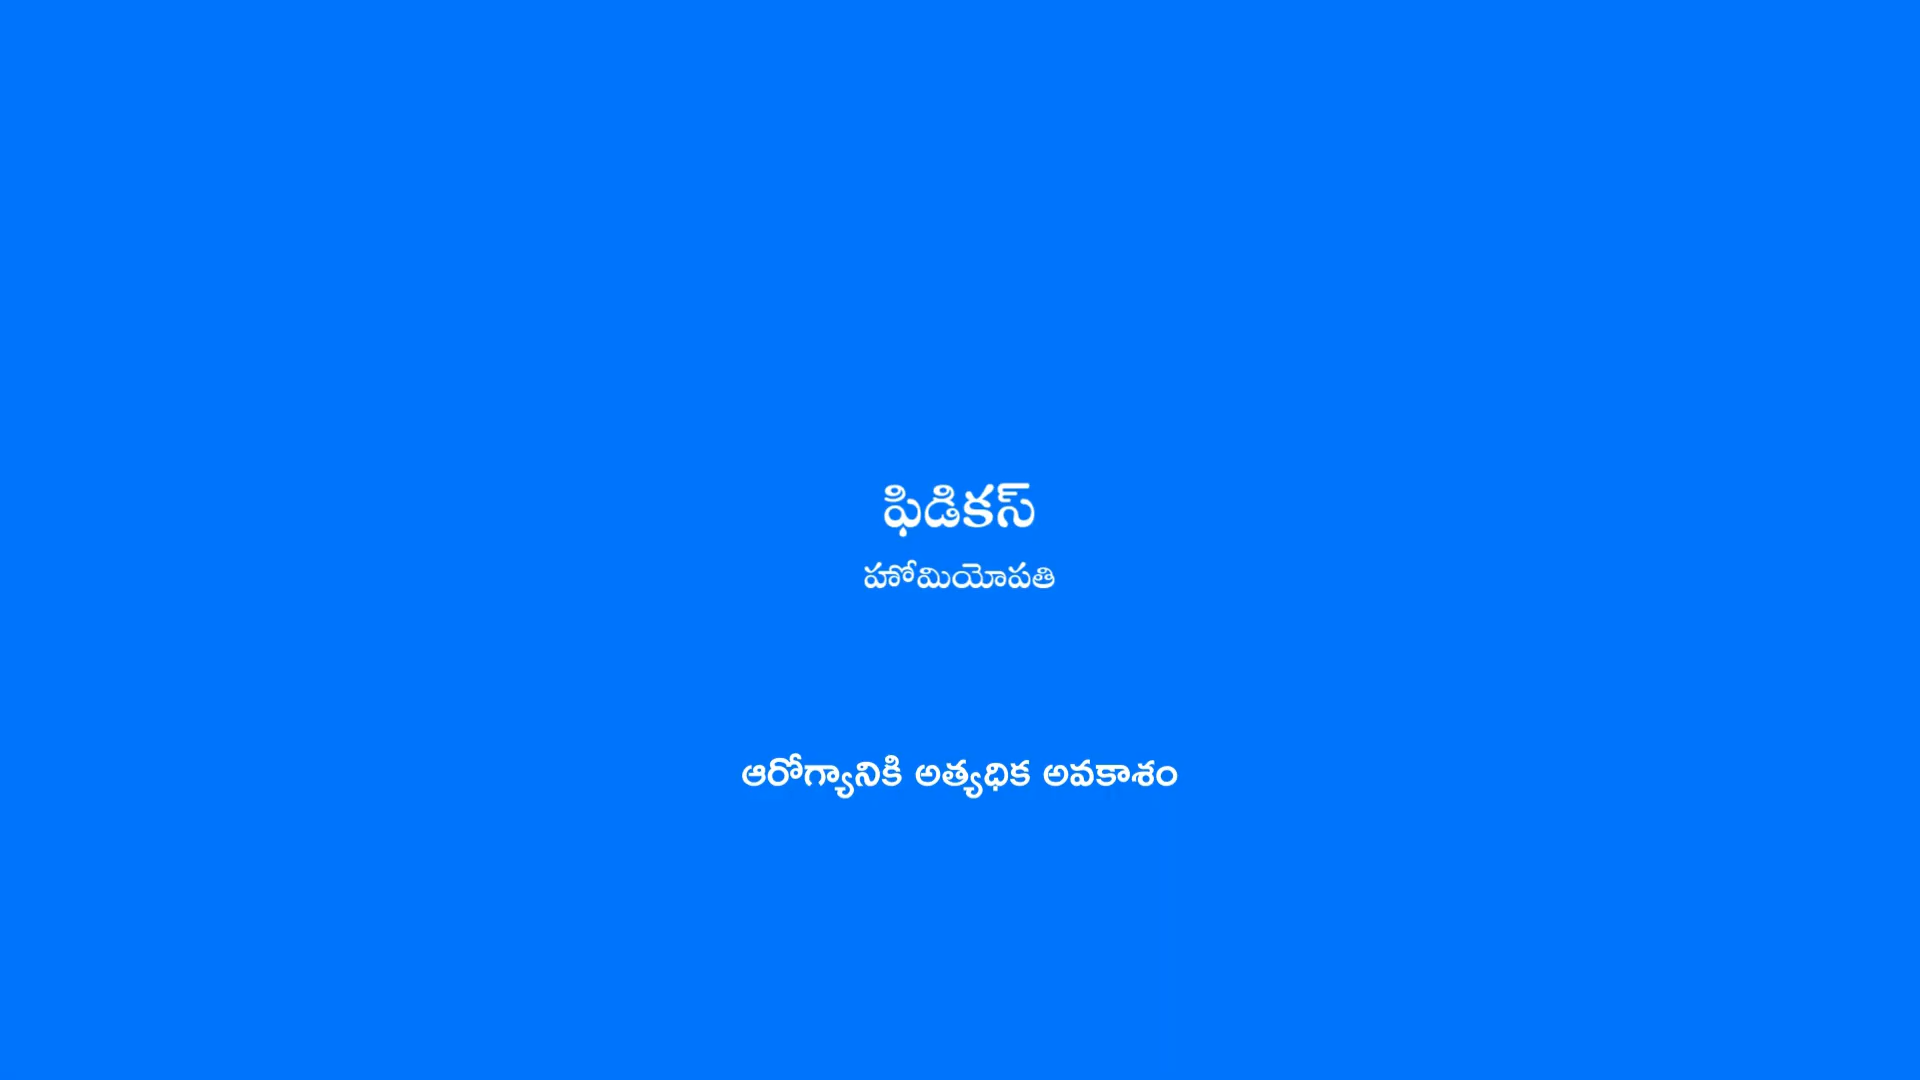 ఫిడికస్
హోమియోపతి
ఆరోగ్యానికి అత్యధిక అవకాశం